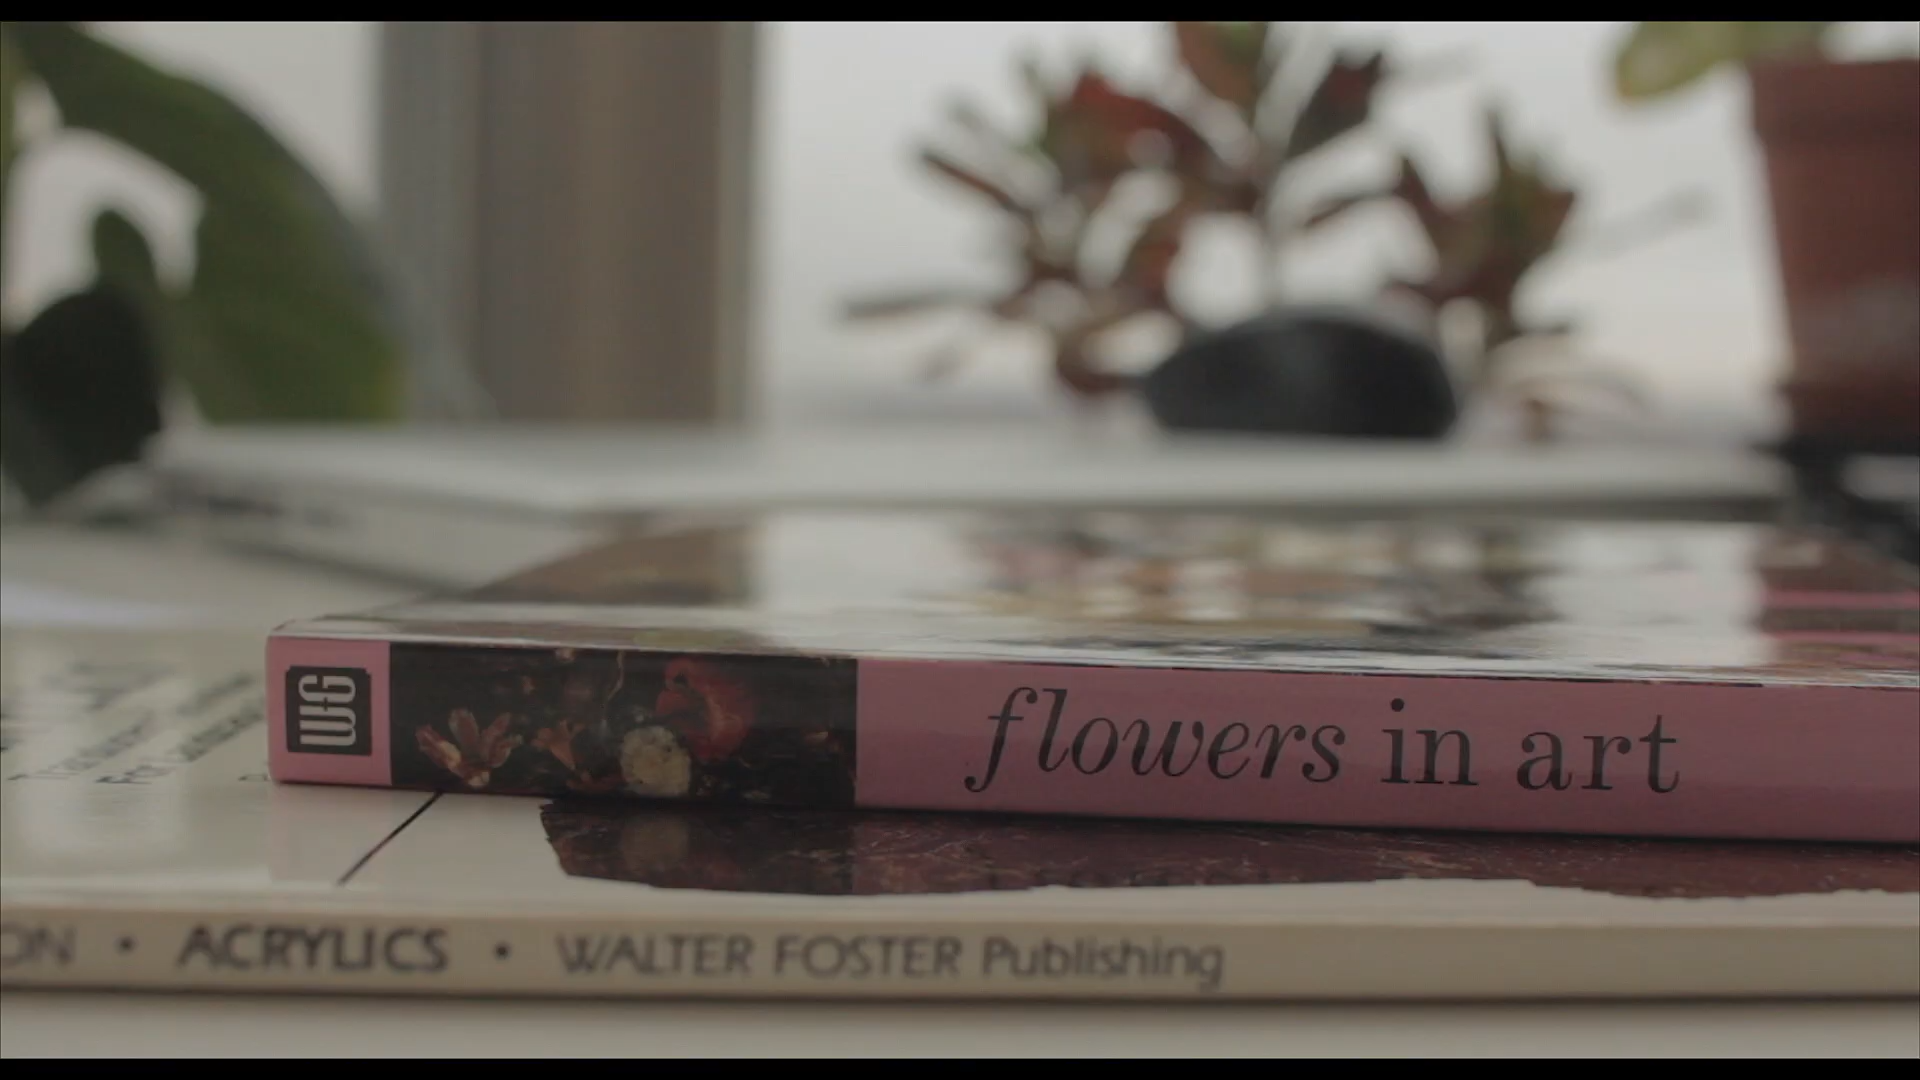 WFG
flowers in art
ON • ACRYLICS • WALTER FOSTER Publishing